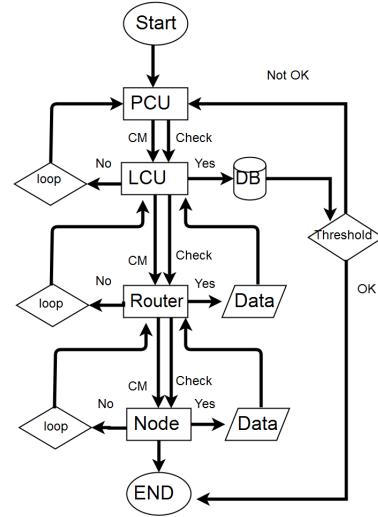 Start
Not OK
PCU
CM
Check
No
Yes
loop
LCU
DB
Threshold
CM
Check
OK
No
Yes
loop
Router
Data
CM
Check
No
Yes
loop
Node
Data
END